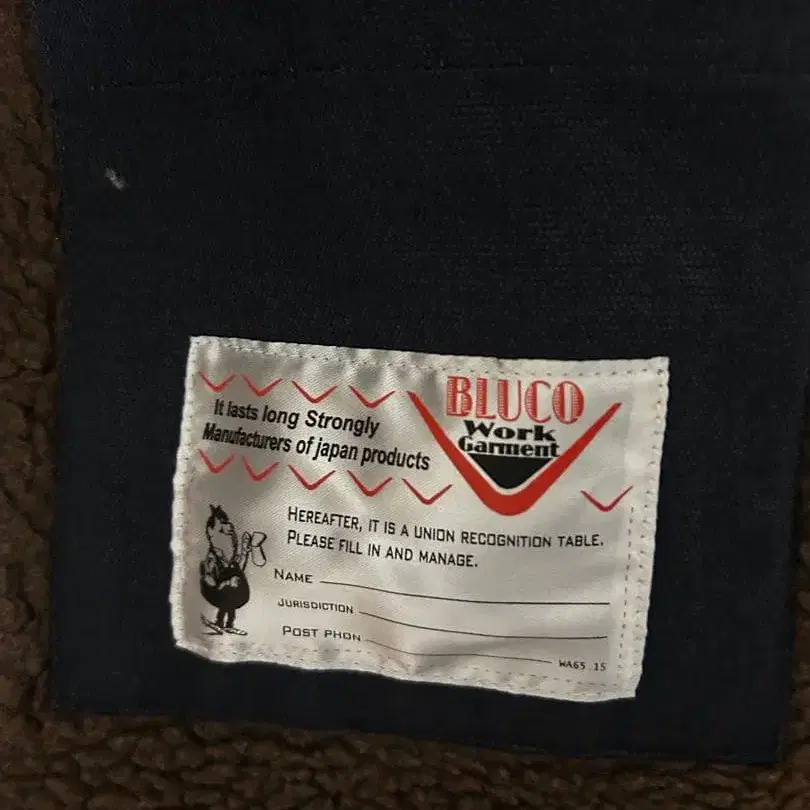 It lasts long Strongly
Manufacturers of japan products
BLUCO
Work
Garment
HEREAFTER, IT IS A UNION RECOGNITION TABLE.
PLEASE FILL IN AND MANAGE.
NAME
JURISDICTION
POST PHON
WA65 15